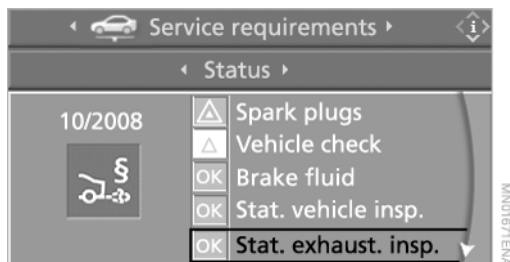 Service requirements
i
Status
10/2008
§
Spark plugs
Vehicle check
OK Brake fluid
OK Stat. vehicle insp.
OK Stat. exhaust. insp.
MN01671ENA